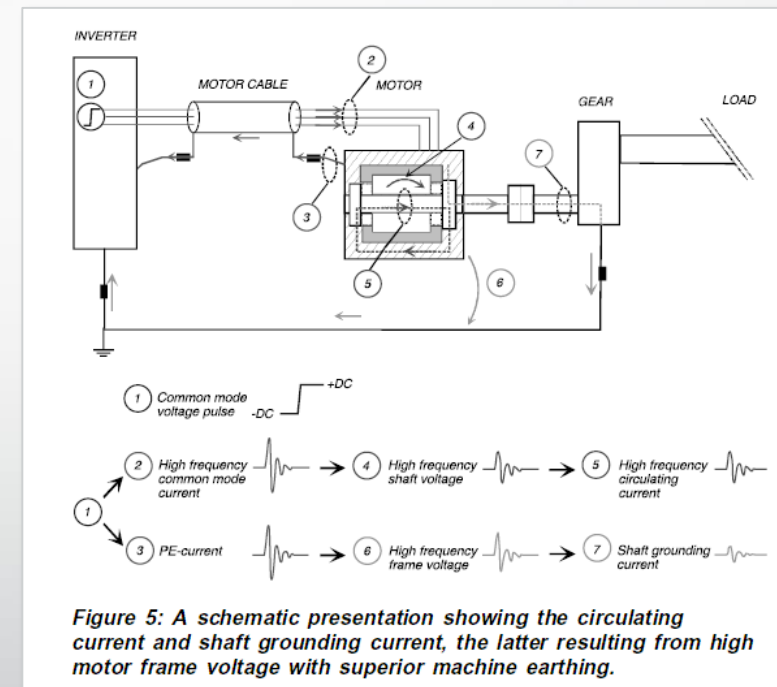 INVERTER
2
1
MOTOR CABLE
MOTOR
GEAR
LOAD
4
7
3
5
6
1 Common mode
voltage pulse
-DC
+DC
2 High frequency
common mode
current
4 High frequency
shaft voltage
5 High frequency
circulating
current
1
3 PE-current
6 High frequency
frame voltage
7 Shaft grounding
current
Figure 5: A schematic presentation showing the circulating
current and shaft grounding current, the latter resulting from high
motor frame voltage with superior machine earthing.